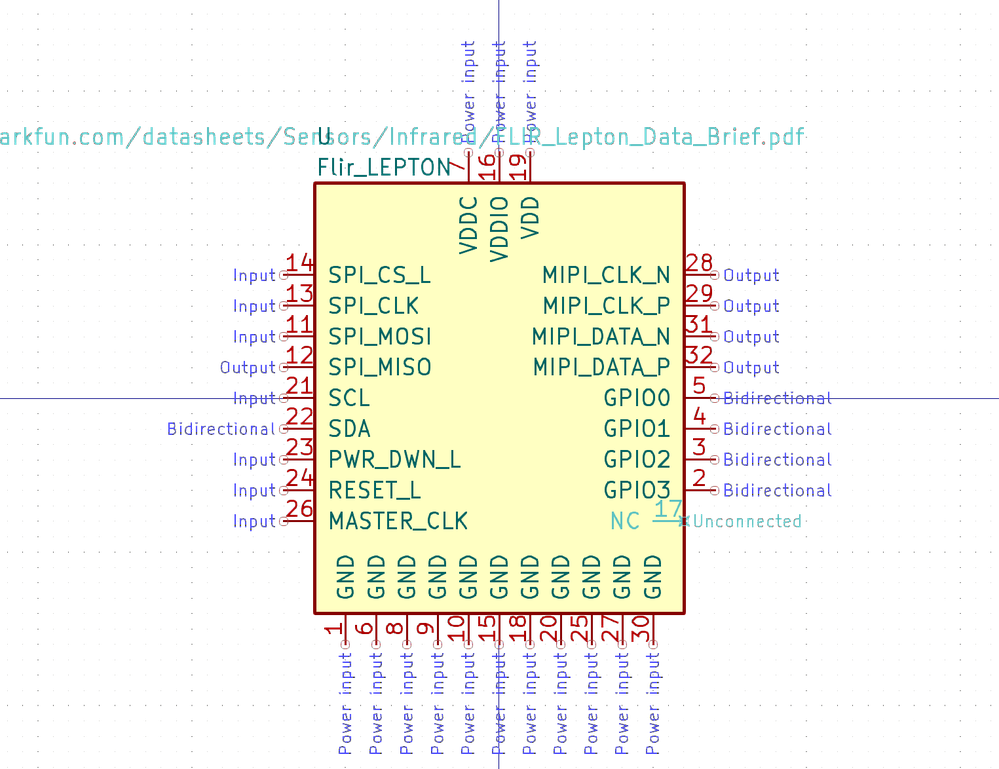 Power input Power input Power input
arkfun.com/datasheets/Sensors/Infrared/FLIR_Lepton_Data_Brief.pdf
U
Flir_LEPTON
7 16 19
VDDC VDDIO VDD
Input 14 SPI_CS_L MIPI_CLK_N 28 Output
Input 13 SPI_CLK MIPI_CLK_P 29 Output
Input 11 SPI_MOSI MIPI_DATA_N 31 Output
Output 12 SPI_MISO MIPI_DATA_P 32 Output
Input 21 SCL GPIO0 5 Bidirectional
Bidirectional 22 SDA GPIO1 4 Bidirectional
Input 23 PWR_DWN_L GPIO2 3 Bidirectional
Input 24 RESET_L GPIO3 2 Bidirectional
Input 26 MASTER_CLK NC 17 Unconnected
GND GND GND GND GND GND GND GND GND GND GND
1 6 8 9 10 15 18 20 25 27 30
Power input Power input Power input Power input Power input Power input Power input Power input Power input Power input Power input